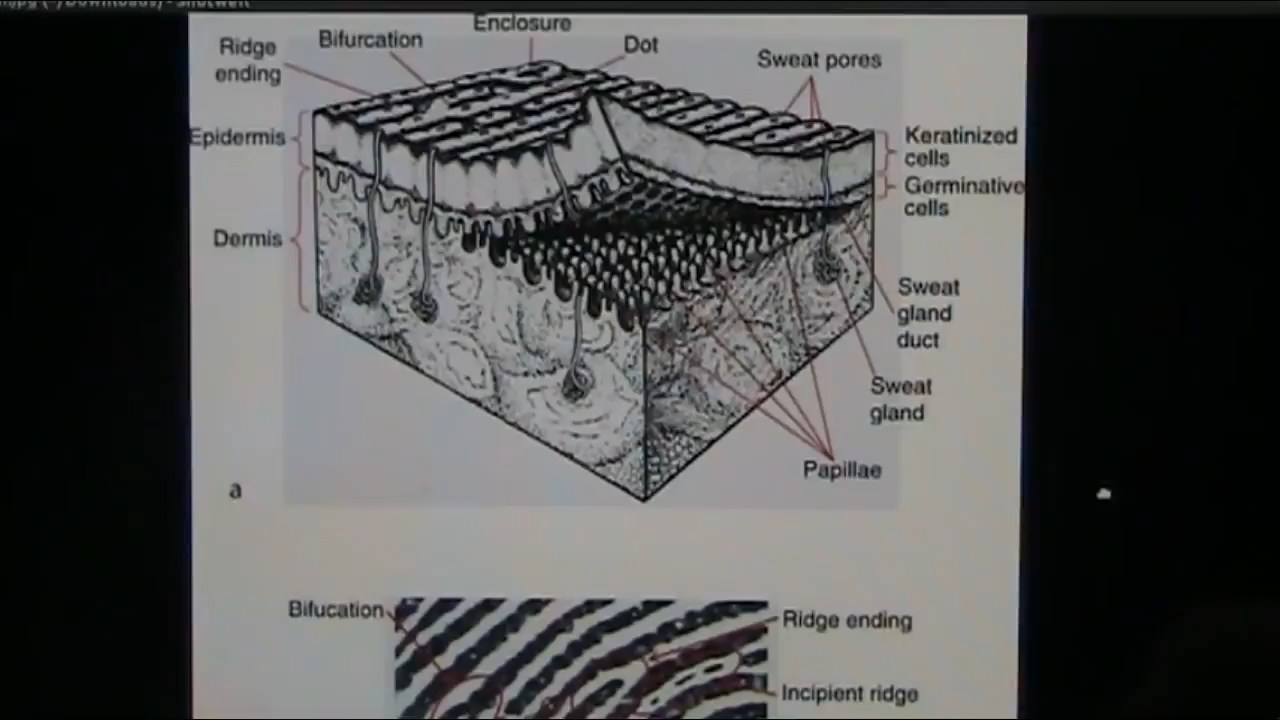 Enclosure
Bifurcation
Dot
Ridge
ending
Sweat pores
Epidermis
Keratinized
cells
Germinative
cells
Dermis
Sweat
gland
duct
Sweat
gland
Papillae
a
Bifucation
Ridge ending
Incipient ridge